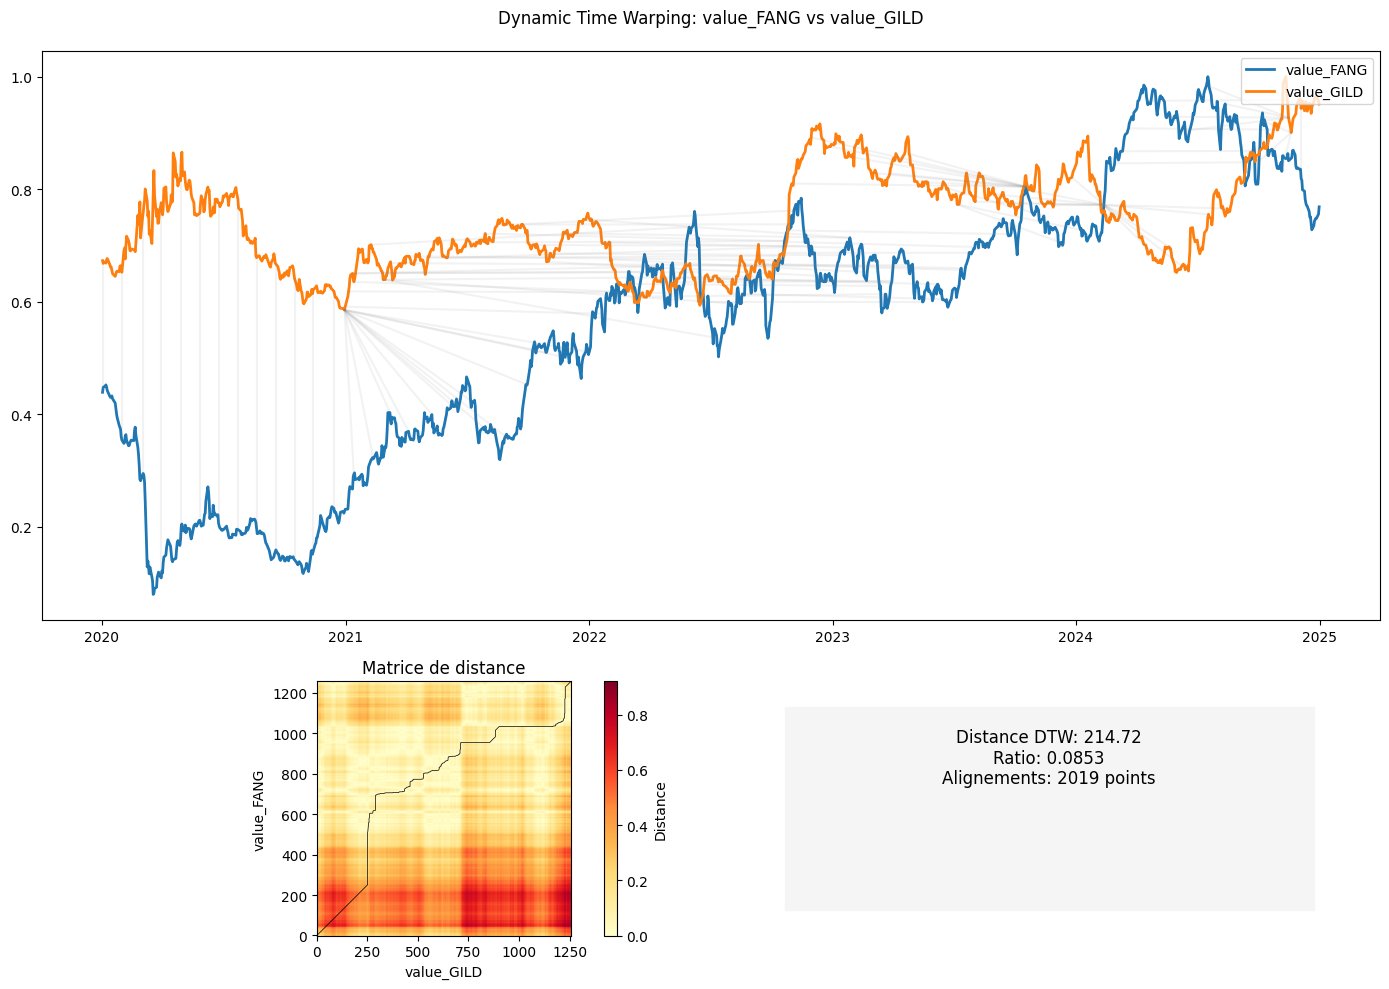 Dynamic Time Warping: value_FANG vs value_GILD
value_FANG
value_GILD
1.0
0.8
0.6
0.4
0.2
2020 2021 2022 2023 2024 2025
Matrice de distance
value_FANG
1200
1000
800
600
400
200
0
0 250 500 750 1000 1250
value_GILD
0.8
0.6
0.4
0.2
0.0
Distance
Distance DTW: 214.72
Ratio: 0.0853
Alignements: 2019 points